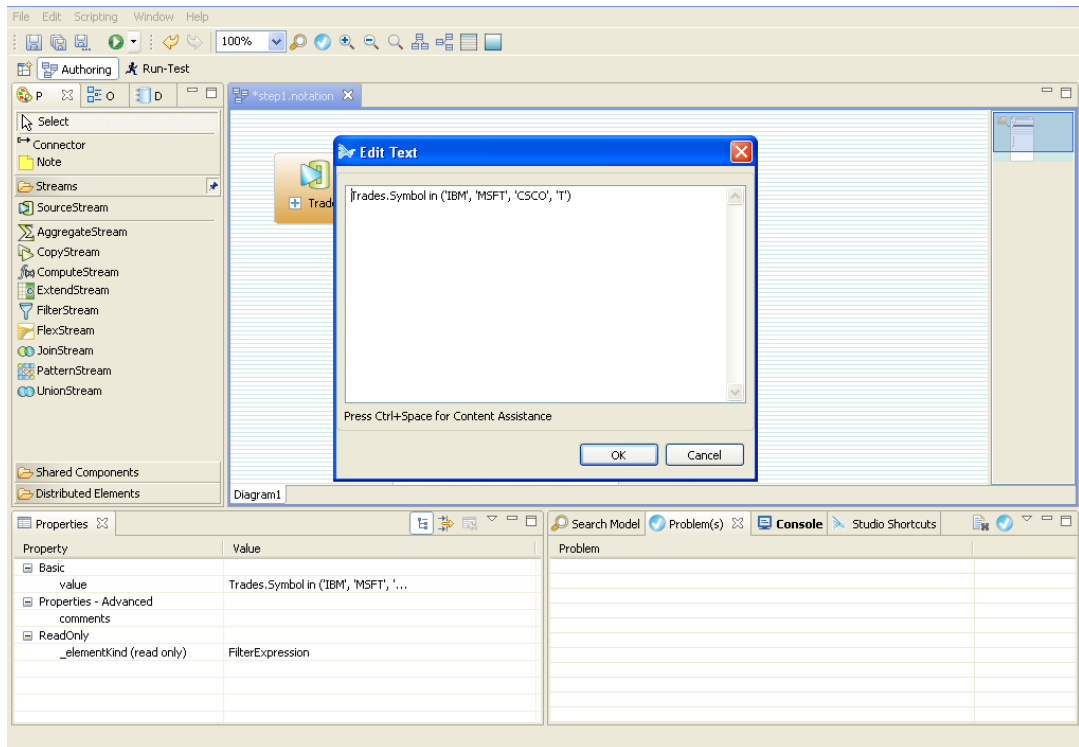 File Edit Scripting Window Help
100%
Authoring Run-Test
P O D *step1.notation
Select
Connector
Note
Streams
SourceStream
AggregateStream
CopyStream
ComputeStream
ExtendStream
FilterStream
FlexStream
JoinStream
PatternStream
UnionStream
Shared Components
Distributed Elements
Trade
Edit Text
Trades.Symbol in ('IBM', 'MSFT', 'CSCO', 'T')
Press Ctrl+Space for Content Assistance
OK Cancel
Diagram1
Properties
Property Value
Basic
value Trades.Symbol in ('IBM', 'MSFT', '...
Properties - Advanced
comments
ReadOnly
_elementKind (read only) FilterExpression
Search Model Problem(s) Console Studio Shortcuts
Problem